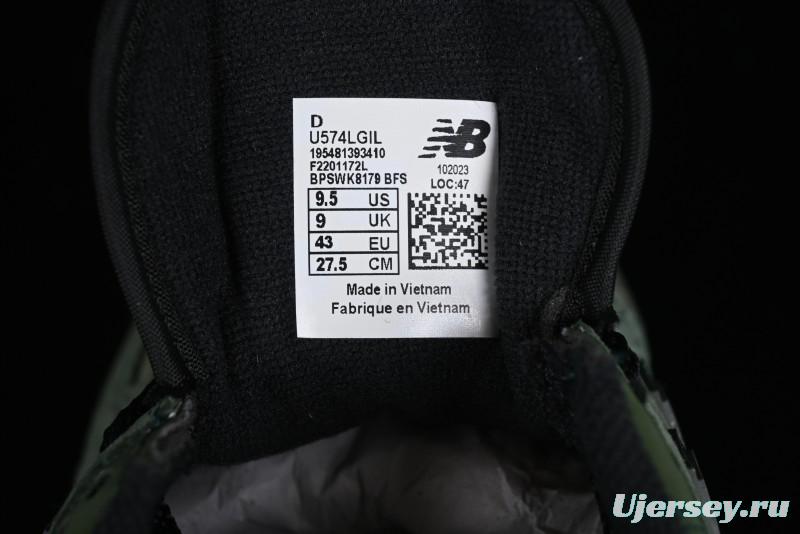 D
U574LGIL
195481393410
F2201172L
BPSWK8179 BFS
NB
102023
LOC:47
9.5 US
9 UK
43 EU
27.5 CM
Made in Vietnam
Fabrique en Vietnam
Ujersey.ru